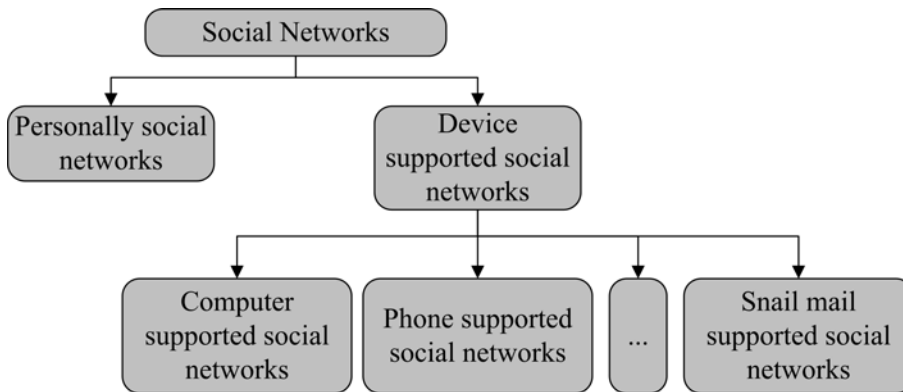 Social Networks
Personally social
networks
Device
supported social
networks
Computer
supported social
networks
Phone supported
social networks
...
Snail mail
supported social
networks